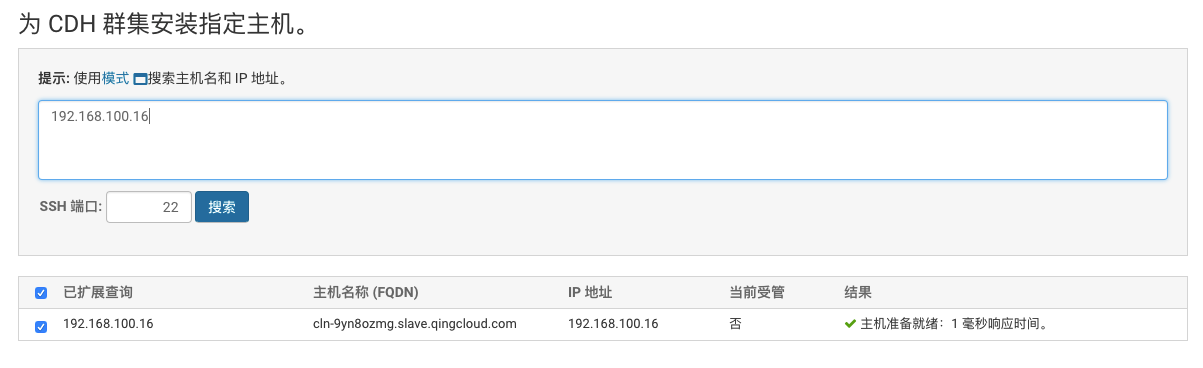 为 CDH 群集安装指定主机。
提示: 使用模式 搜索主机名和 IP 地址。
192.168.100.16
SSH 端口: 22 搜索
已扩展查询 主机名称 (FQDN) IP 地址 当前受管 结果
192.168.100.16 cln-9yn8ozmg.slave.qingcloud.com 192.168.100.16 否 主机准备就绪：1 毫秒响应时间。